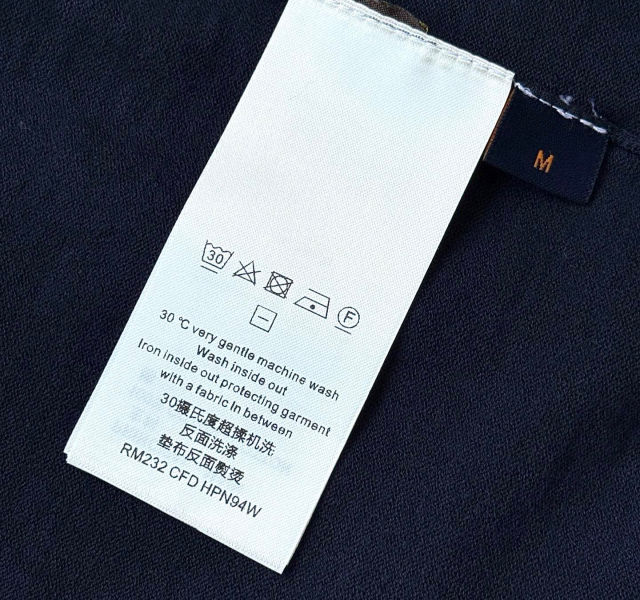 M
30
F
30 °C very gentle machine wash
Wash inside out
Iron inside out protecting garment
with a fabric in between
30摄氏度超揉机洗
反面洗涤
垫布反面熨烫
RM232 CFD HPN94W